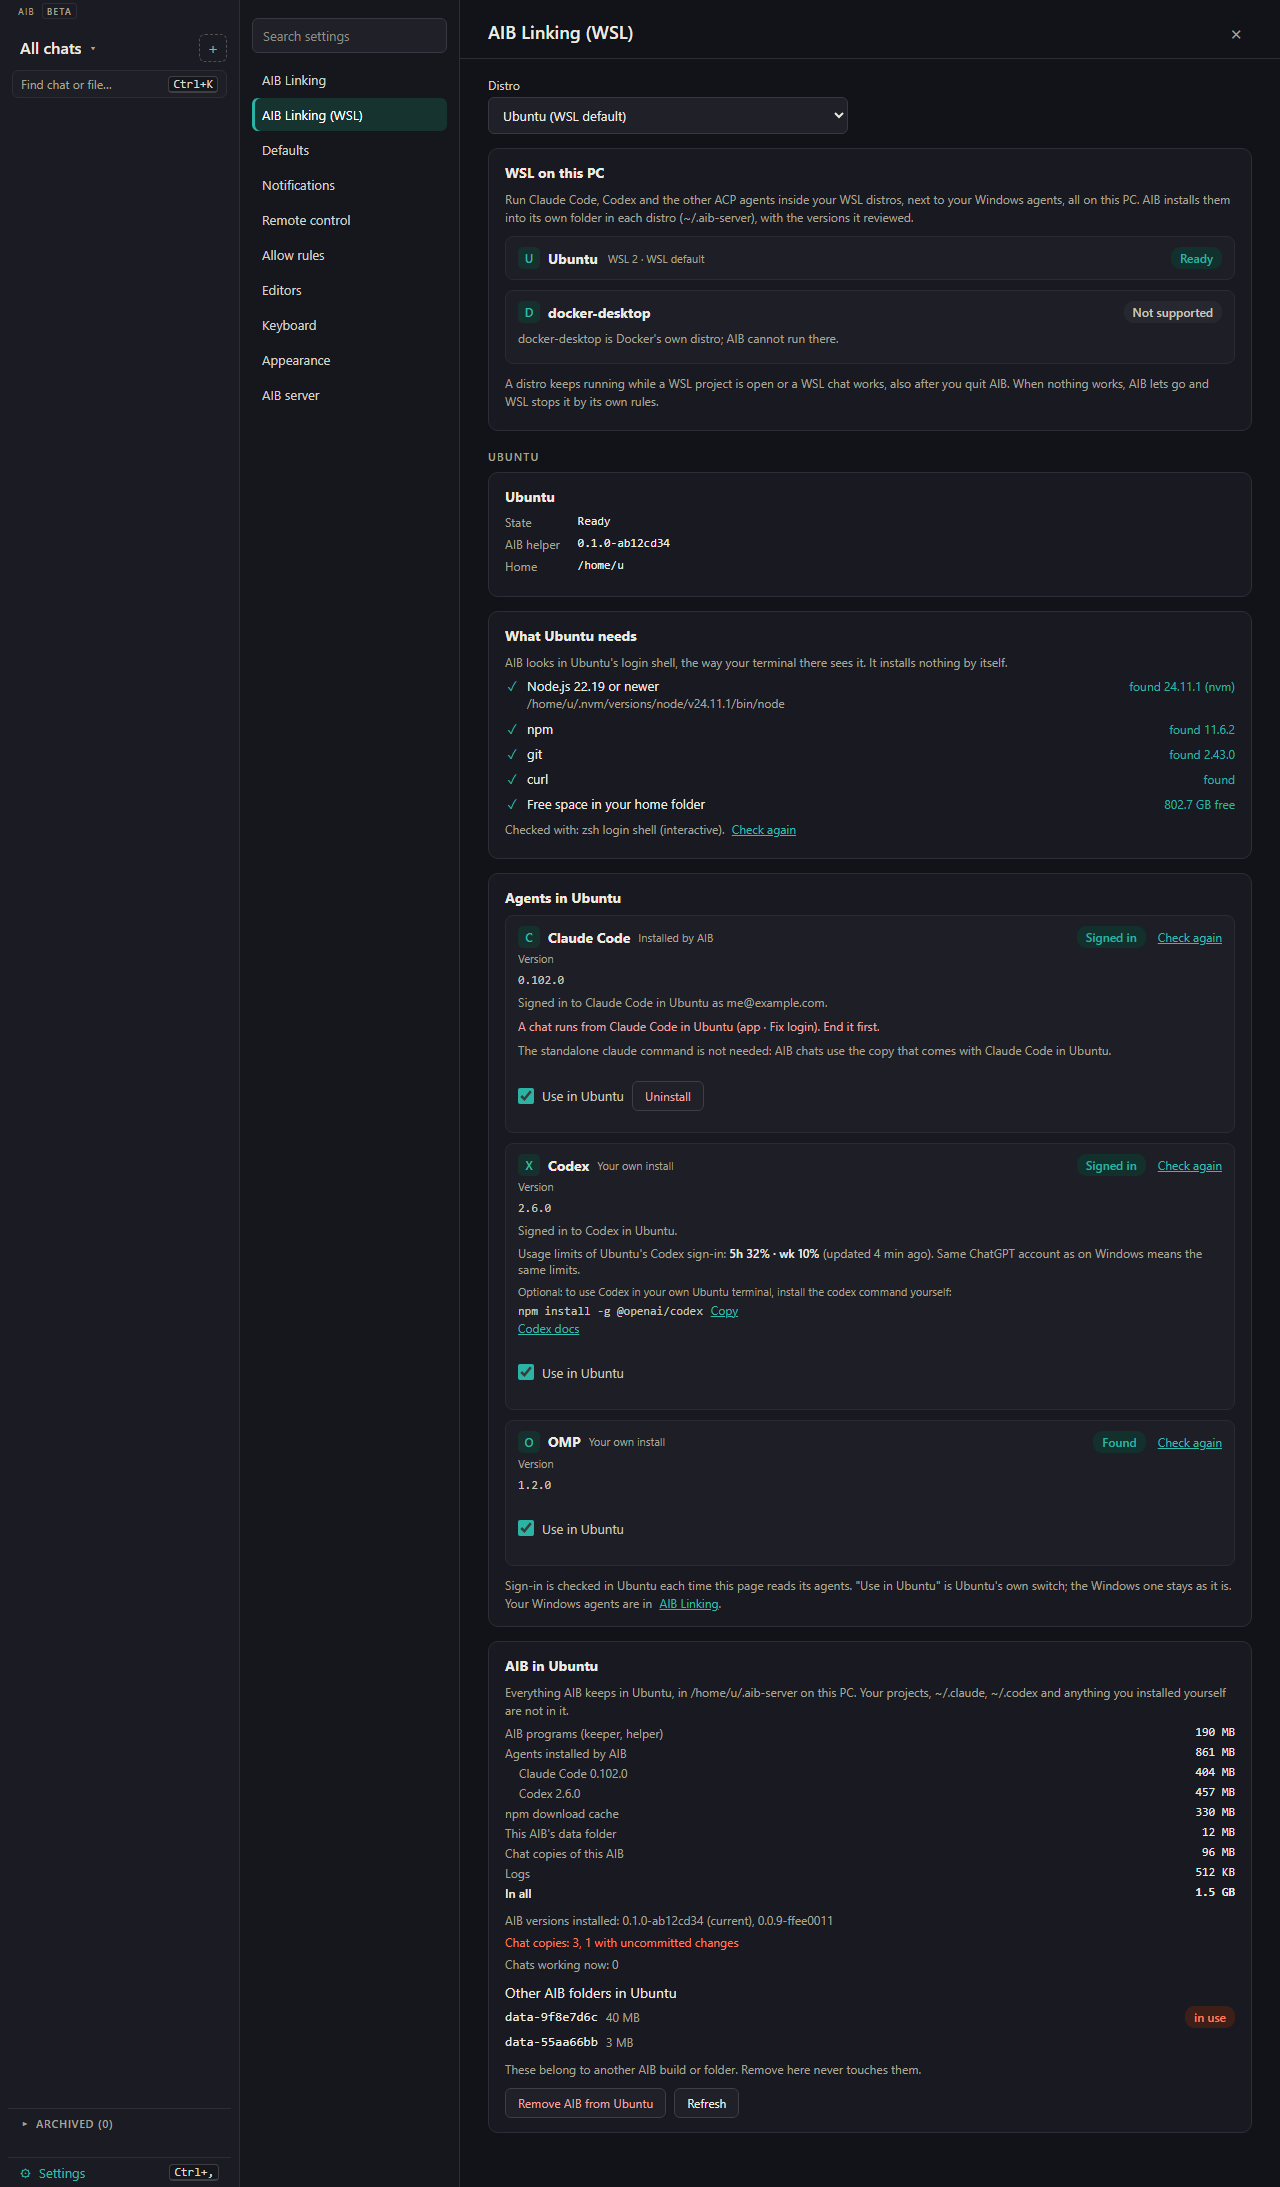 AIB BETA
All chats
+
Find chat or file... Ctrl+K
Search settings
AIB Linking
AIB Linking (WSL)
Defaults
Notifications
Remote control
Allow rules
Editors
Keyboard
Appearance
AIB server
ARCHIVED (0)
Settings Ctrl+,
AIB Linking (WSL)
×
Distro
Ubuntu (WSL default)
WSL on this PC
Run Claude Code, Codex and the other ACP agents inside your WSL distros, next to your Windows agents, all on this PC. AIB installs them
into its own folder in each distro (~/.aib-server), with the versions it reviewed.
U Ubuntu WSL 2 · WSL default Ready
D docker-desktop Not supported
docker-desktop is Docker's own distro; AIB cannot run there.
A distro keeps running while a WSL project is open or a WSL chat works, also after you quit AIB. When nothing works, AIB lets go and
WSL stops it by its own rules.
UBUNTU
Ubuntu
State Ready
AIB helper 0.1.0-ab12cd34
Home /home/u
What Ubuntu needs
AIB looks in Ubuntu's login shell, the way your terminal there sees it. It installs nothing by itself.
✓ Node.js 22.19 or newer found 24.11.1 (nvm)
/home/u/.nvm/versions/node/v24.11.1/bin/node
✓ npm found 11.6.2
✓ git found 2.43.0
✓ curl found
✓ Free space in your home folder 802.7 GB free
Checked with: zsh login shell (interactive). Check again
Agents in Ubuntu
C Claude Code Installed by AIB Signed in Check again
Version
0.102.0
Signed in to Claude Code in Ubuntu as me@example.com.
A chat runs from Claude Code in Ubuntu (app · Fix login). End it first.
The standalone claude command is not needed: AIB chats use the copy that comes with Claude Code in Ubuntu.
Use in Ubuntu Uninstall
X Codex Your own install Signed in Check again
Version
2.6.0
Signed in to Codex in Ubuntu.
Usage limits of Ubuntu's Codex sign-in: 5h 32% · wk 10% (updated 4 min ago). Same ChatGPT account as on Windows means the
same limits.
Optional: to use Codex in your own Ubuntu terminal, install the codex command yourself:
npm install -g @openai/codex Copy
Codex docs
Use in Ubuntu
O OMP Your own install Found Check again
Version
1.2.0
Use in Ubuntu
Sign-in is checked in Ubuntu each time this page reads its agents. "Use in Ubuntu" is Ubuntu's own switch; the Windows one stays as it is.
Your Windows agents are in AIB Linking.
AIB in Ubuntu
Everything AIB keeps in Ubuntu, in /home/u/.aib-server on this PC. Your projects, ~/.claude, ~/.codex and anything you installed yourself
are not in it.
AIB programs (keeper, helper) 190 MB
Agents installed by AIB 861 MB
Claude Code 0.102.0 404 MB
Codex 2.6.0 457 MB
npm download cache 330 MB
This AIB's data folder 12 MB
Chat copies of this AIB 96 MB
Logs 512 KB
In all 1.5 GB
AIB versions installed: 0.1.0-ab12cd34 (current), 0.0.9-ffee0011
Chat copies: 3, 1 with uncommitted changes
Chats working now: 0
Other AIB folders in Ubuntu
data-9f8e7d6c 40 MB in use
data-55aa66bb 3 MB
These belong to another AIB build or folder. Remove here never touches them.
Remove AIB from Ubuntu Refresh